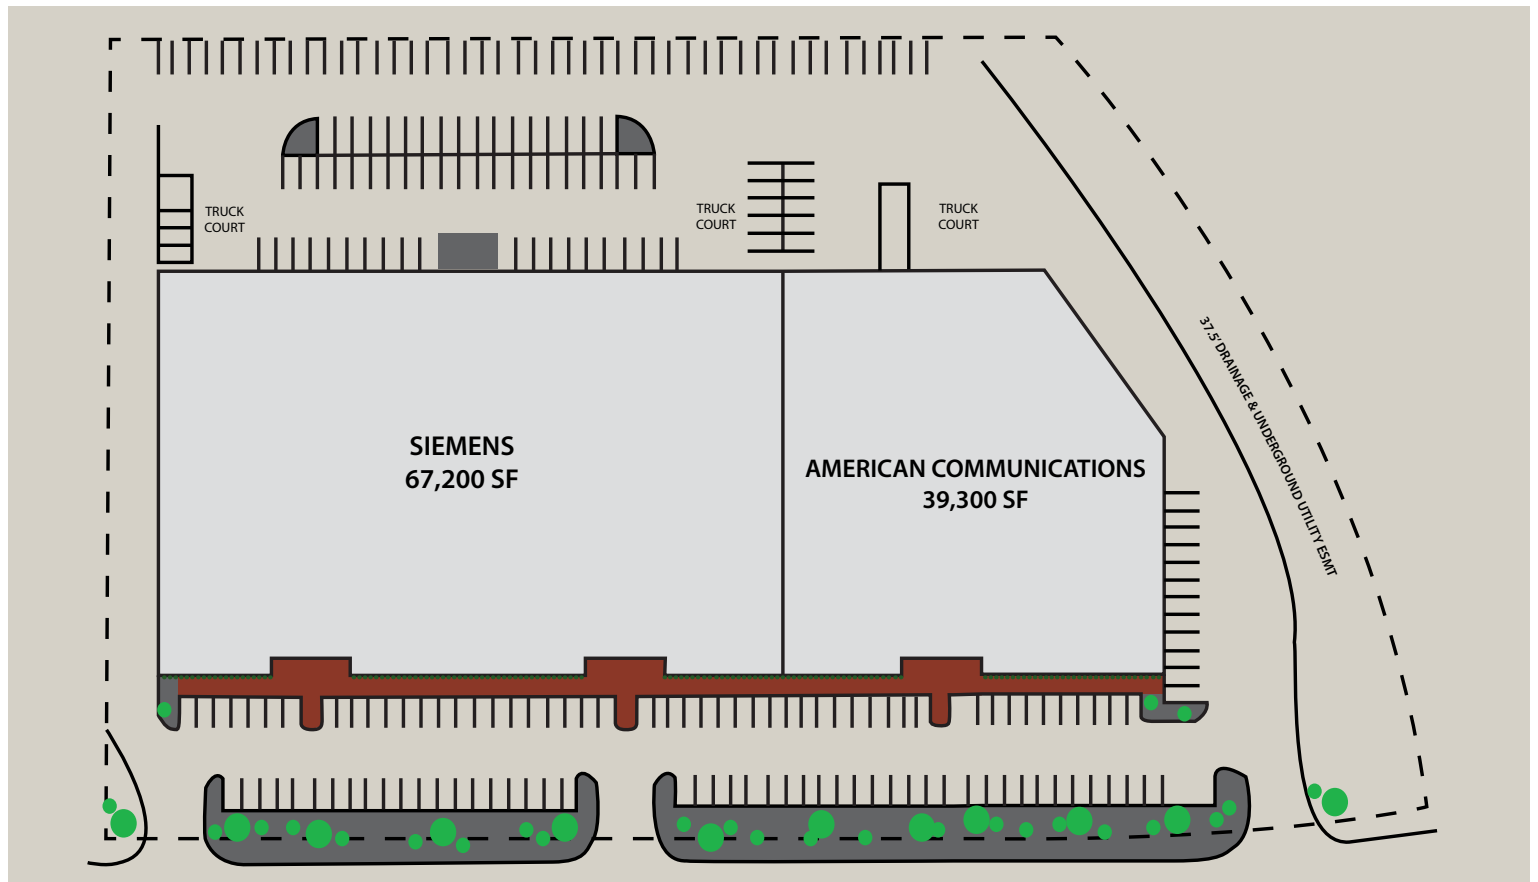 TRUCK
COURT
TRUCK
COURT
TRUCK
COURT
SIEMENS
67,200 SF
AMERICAN COMMUNICATIONS
39,300 SF
37.5' DRAINAGE & UNDERGROUND UTILITY ESMT